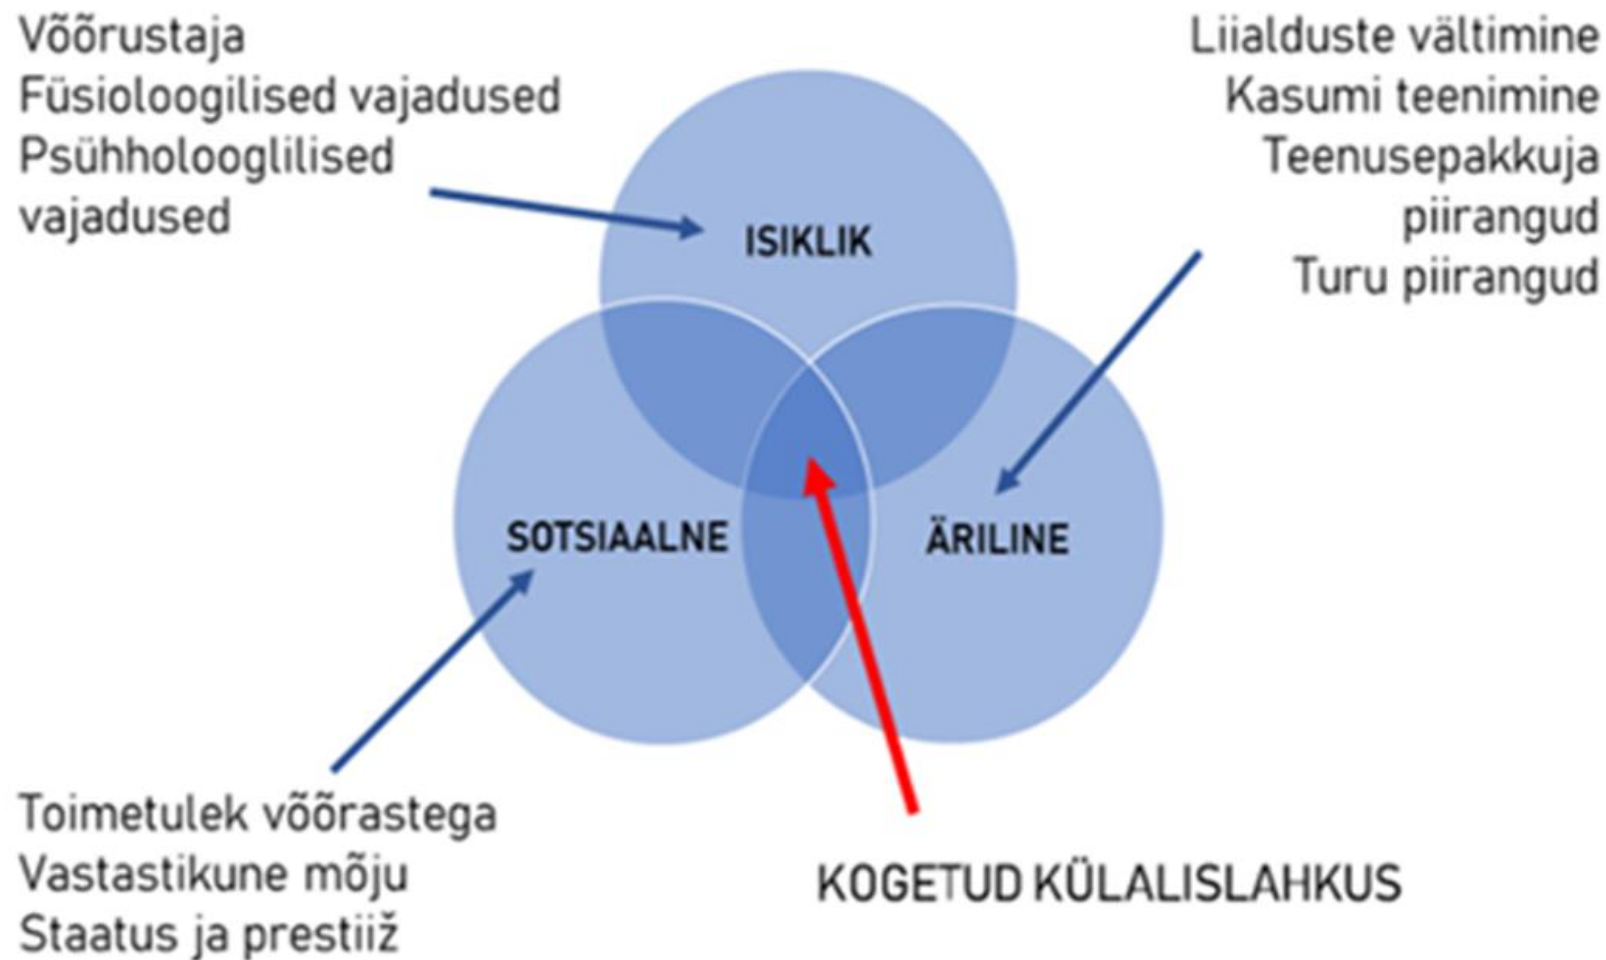 Võõrustaja
Füsioloogilised vajadused
Psühholooglilised
vajadused
Liialduste vältimine
Kasumi teenimine
Teenusepakkuja
piirangud
Turu piirangud
ISIKLIK
SOTSIAALNE
ÄRILINE
Toimetulek võõrastega
Vastastikune mõju
Staatus ja prestiiž
KOGETUD KÜLALISLAHKUS